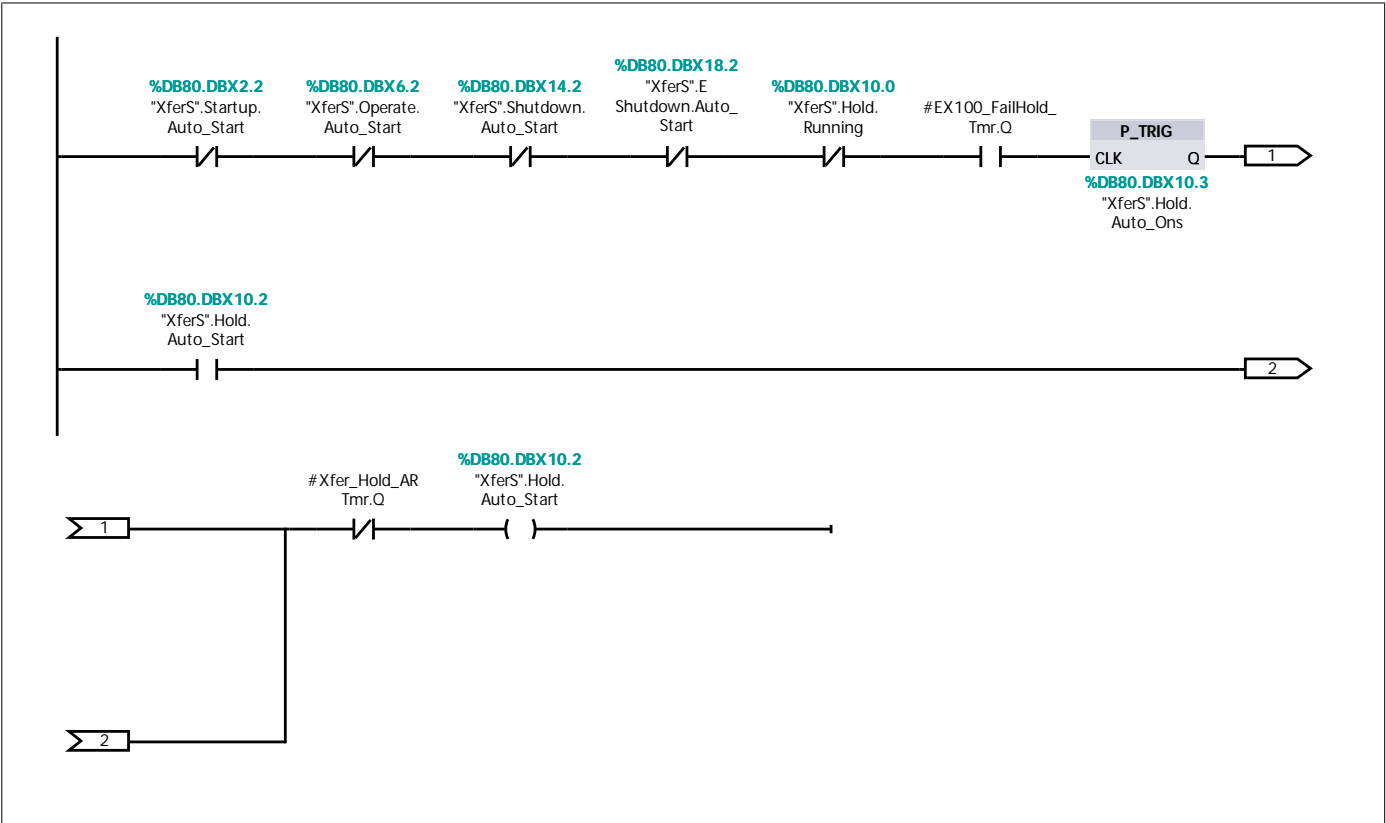 %DB80.DBX2.2
"XferS".Startup.
Auto_Start
%DB80.DBX6.2
"XferS".Operate.
Auto_Start
%DB80.DBX14.2
"XferS".Shutdown.
Auto_Start
%DB80.DBX18.2
"XferS".E
Shutdown.Auto_
Start
%DB80.DBX10.0
"XferS".Hold.
Running
#EX100_FailHold_
Tmr.Q
P_TRIG
CLK Q
%DB80.DBX10.3
"XferS".Hold.
Auto_Ons
1
%DB80.DBX10.2
"XferS".Hold.
Auto_Start
2
1
#Xfer_Hold_AR
Tmr.Q
%DB80.DBX10.2
"XferS".Hold.
Auto_Start
2